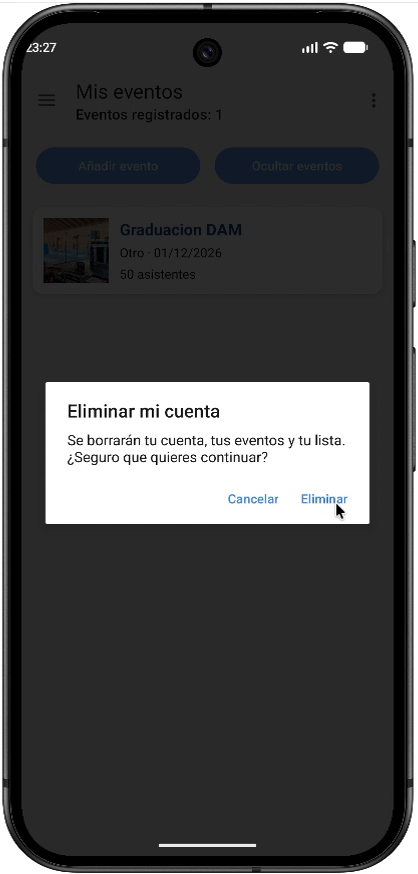 23:27
Mis eventos
Eventos registrados: 1
Añadir evento
Ocultar eventos
Graduacion DAM
Otro · 01/12/2026
50 asistentes
Eliminar mi cuenta
Se borrarán tu cuenta, tus eventos y tu lista.
¿Seguro que quieres continuar?
Cancelar
Eliminar